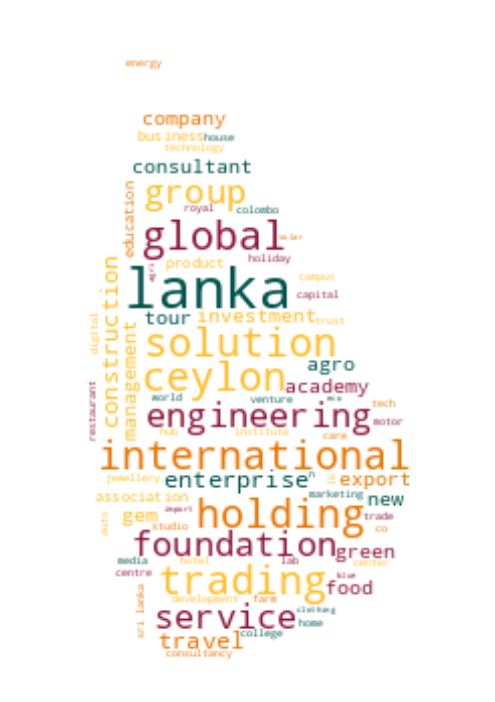 energy
company
business house
technology
consultant
education
group
royal colombo
global solar
holiday
agri product
lanka
campus
capital
construction
tour investment trust
digital
management
solution
agro
ceylon academy
world venture eco
restaurant
tech
engineering motor
hub institute care
international
jewellery enterprise export
marketing new
association
import
gem holding trade
auto
studio co
foundation green
media hotel lab center
centre blue
trading food
development farm
sri lanka
clothing
service home
college
travel
consultancy